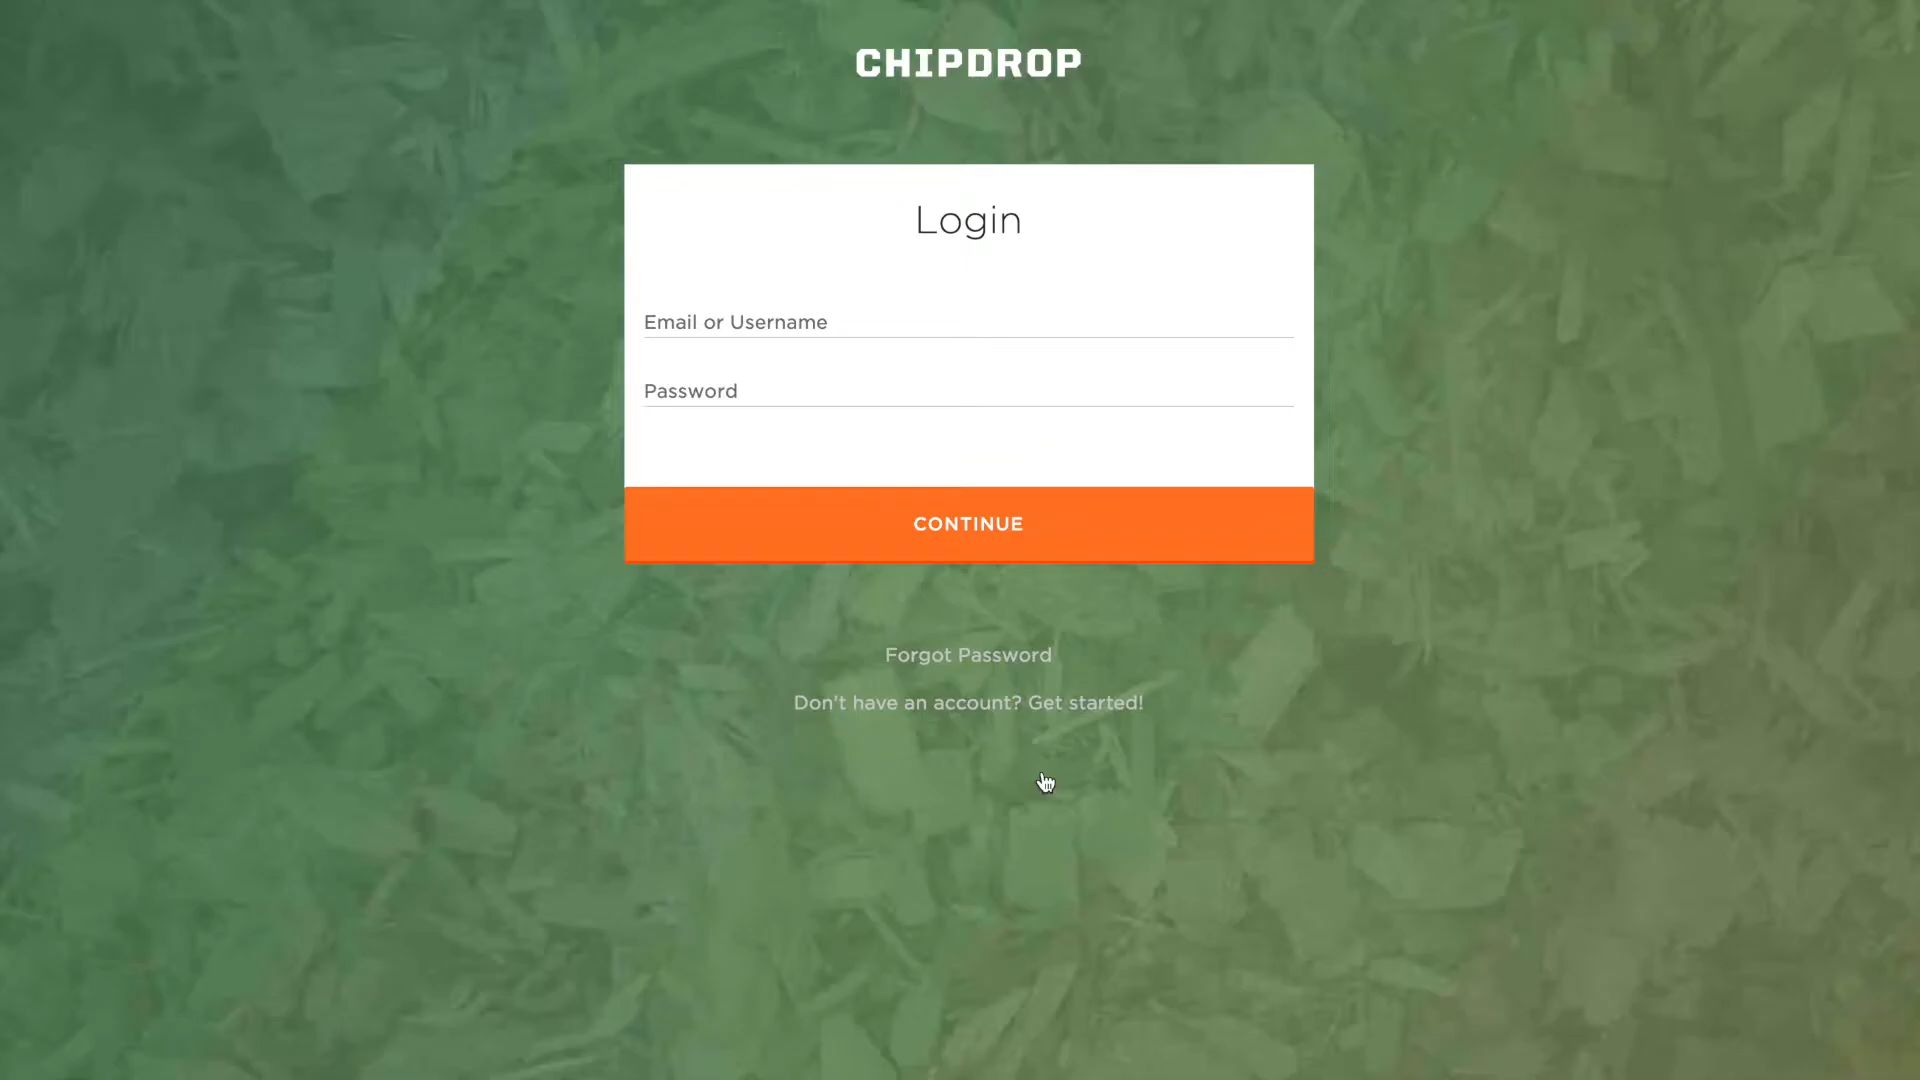 CHIPDROP
Login
Email or Username
Password
CONTINUE
Forgot Password
Don't have an account? Get started!